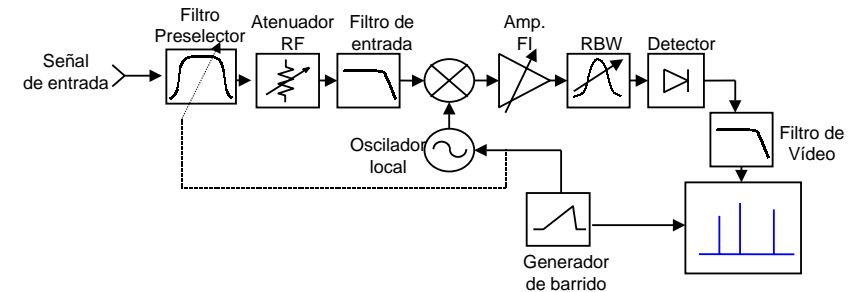 Filtro
Preselector
Atenuador
RF
Filtro de
entrada
Amp.
FI
RBW
Detector
Señal
de entrada
Oscilador
local
Filtro de
Vídeo
Generador
de barrido